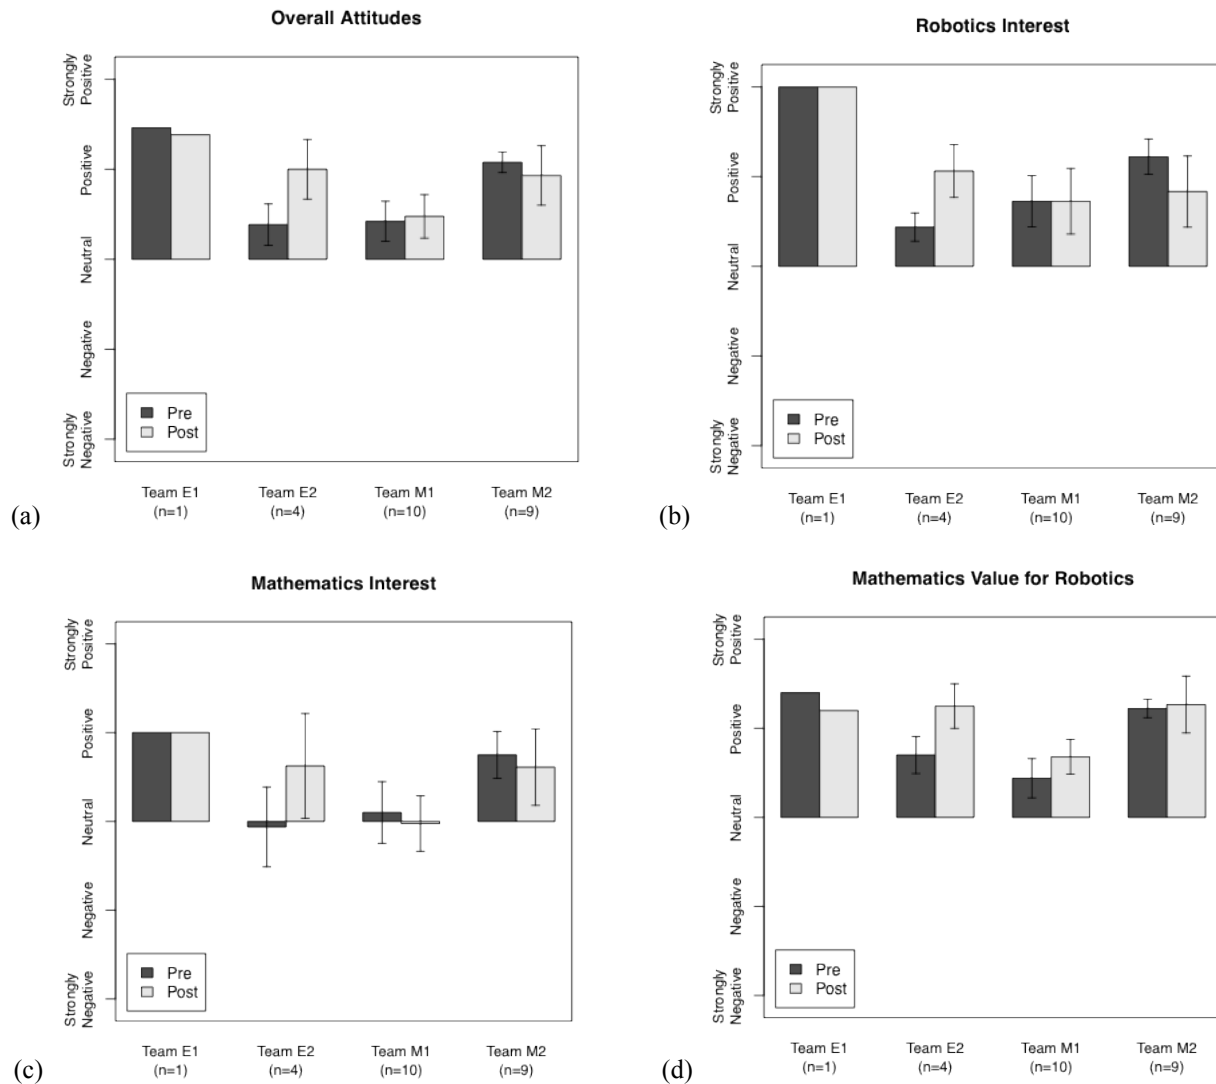 Overall Attitudes
Strongly
Positive
Positive
Neutral
Negative
Strongly
Negative
Pre
Post
Team E1
(n=1)
Team E2
(n=4)
Team M1
(n=10)
Team M2
(n=9)
(a)
Robotics Interest
Strongly
Positive
Positive
Neutral
Negative
Strongly
Negative
Pre
Post
Team E1
(n=1)
Team E2
(n=4)
Team M1
(n=10)
Team M2
(n=9)
(b)
Mathematics Interest
Strongly
Positive
Positive
Neutral
Negative
Strongly
Negative
Pre
Post
Team E1
(n=1)
Team E2
(n=4)
Team M1
(n=10)
Team M2
(n=9)
(c)
Mathematics Value for Robotics
Strongly
Positive
Positive
Neutral
Negative
Strongly
Negative
Pre
Post
Team E1
(n=1)
Team E2
(n=4)
Team M1
(n=10)
Team M2
(n=9)
(d)